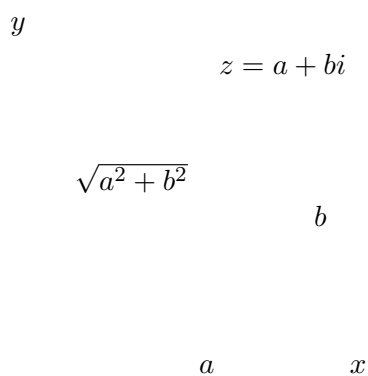 y
z = a + bi
√(a² + b²)
b
a
x